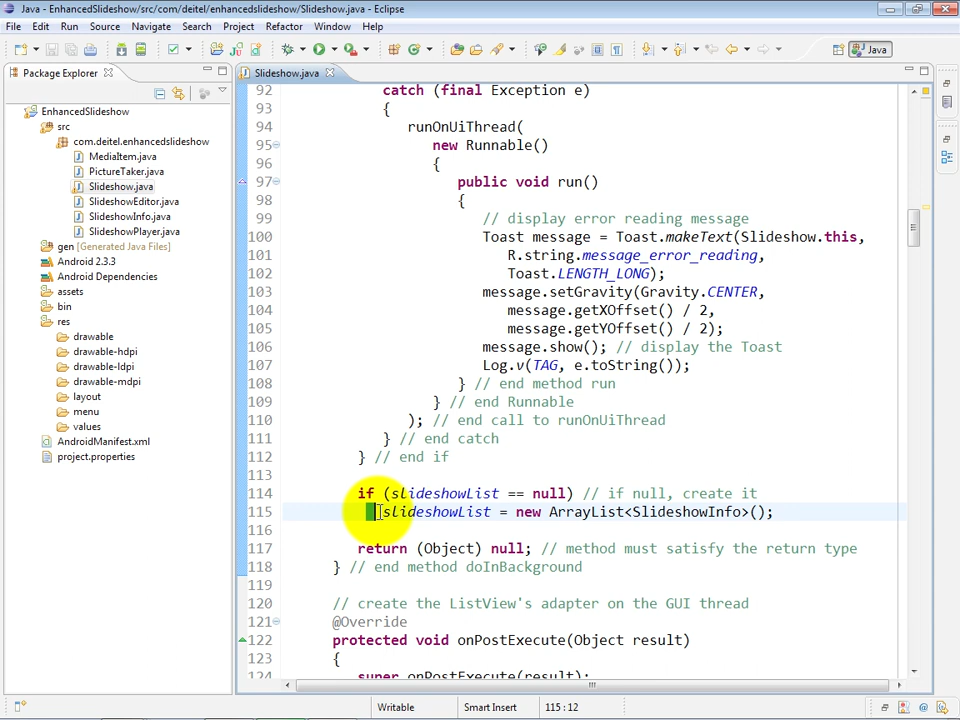 Java - EnhancedSlideshow/src/com/deitel/enhancedslideshow/Slideshow.java - Eclipse
File Edit Run Source Navigate Search Project Refactor Window Help
Java
Package Explorer
Slideshow.java
EnhancedSlideshow
src
com.deitel.enhancedslideshow
MediaItem.java
PictureTaker.java
Slideshow.java
SlideshowEditor.java
SlideshowInfo.java
SlideshowPlayer.java
gen [Generated Java Files]
Android 2.3.3
Android Dependencies
assets
bin
res
drawable
drawable-hdpi
drawable-ldpi
drawable-mdpi
layout
menu
values
AndroidManifest.xml
project.properties
92 catch (final Exception e)
93 {
94 runOnUiThread(
95 new Runnable()
96 {
97 public void run()
98 {
99 // display error reading message
100 Toast message = Toast.makeText(Slideshow.this,
101 R.string.message_error_reading,
102 Toast.LENGTH_LONG);
103 message.setGravity(Gravity.CENTER,
104 message.getXOffset() / 2,
105 message.getYOffset() / 2);
106 message.show(); // display the Toast
107 Log.v(TAG, e.toString());
108 } // end method run
109 } // end Runnable
110 ); // end call to runOnUiThread
111 } // end catch
112 } // end if
113
114 if (slideshowList == null) // if null, create it
115 slideshowList = new ArrayList<SlideshowInfo>();
116
117 return (Object) null; // method must satisfy the return type
118 } // end method doInBackground
119
120 // create the ListView's adapter on the GUI thread
121 @Override
122 protected void onPostExecute(Object result)
123 {
124 super.onPostExecute(result);
Writable Smart Insert 115 : 12